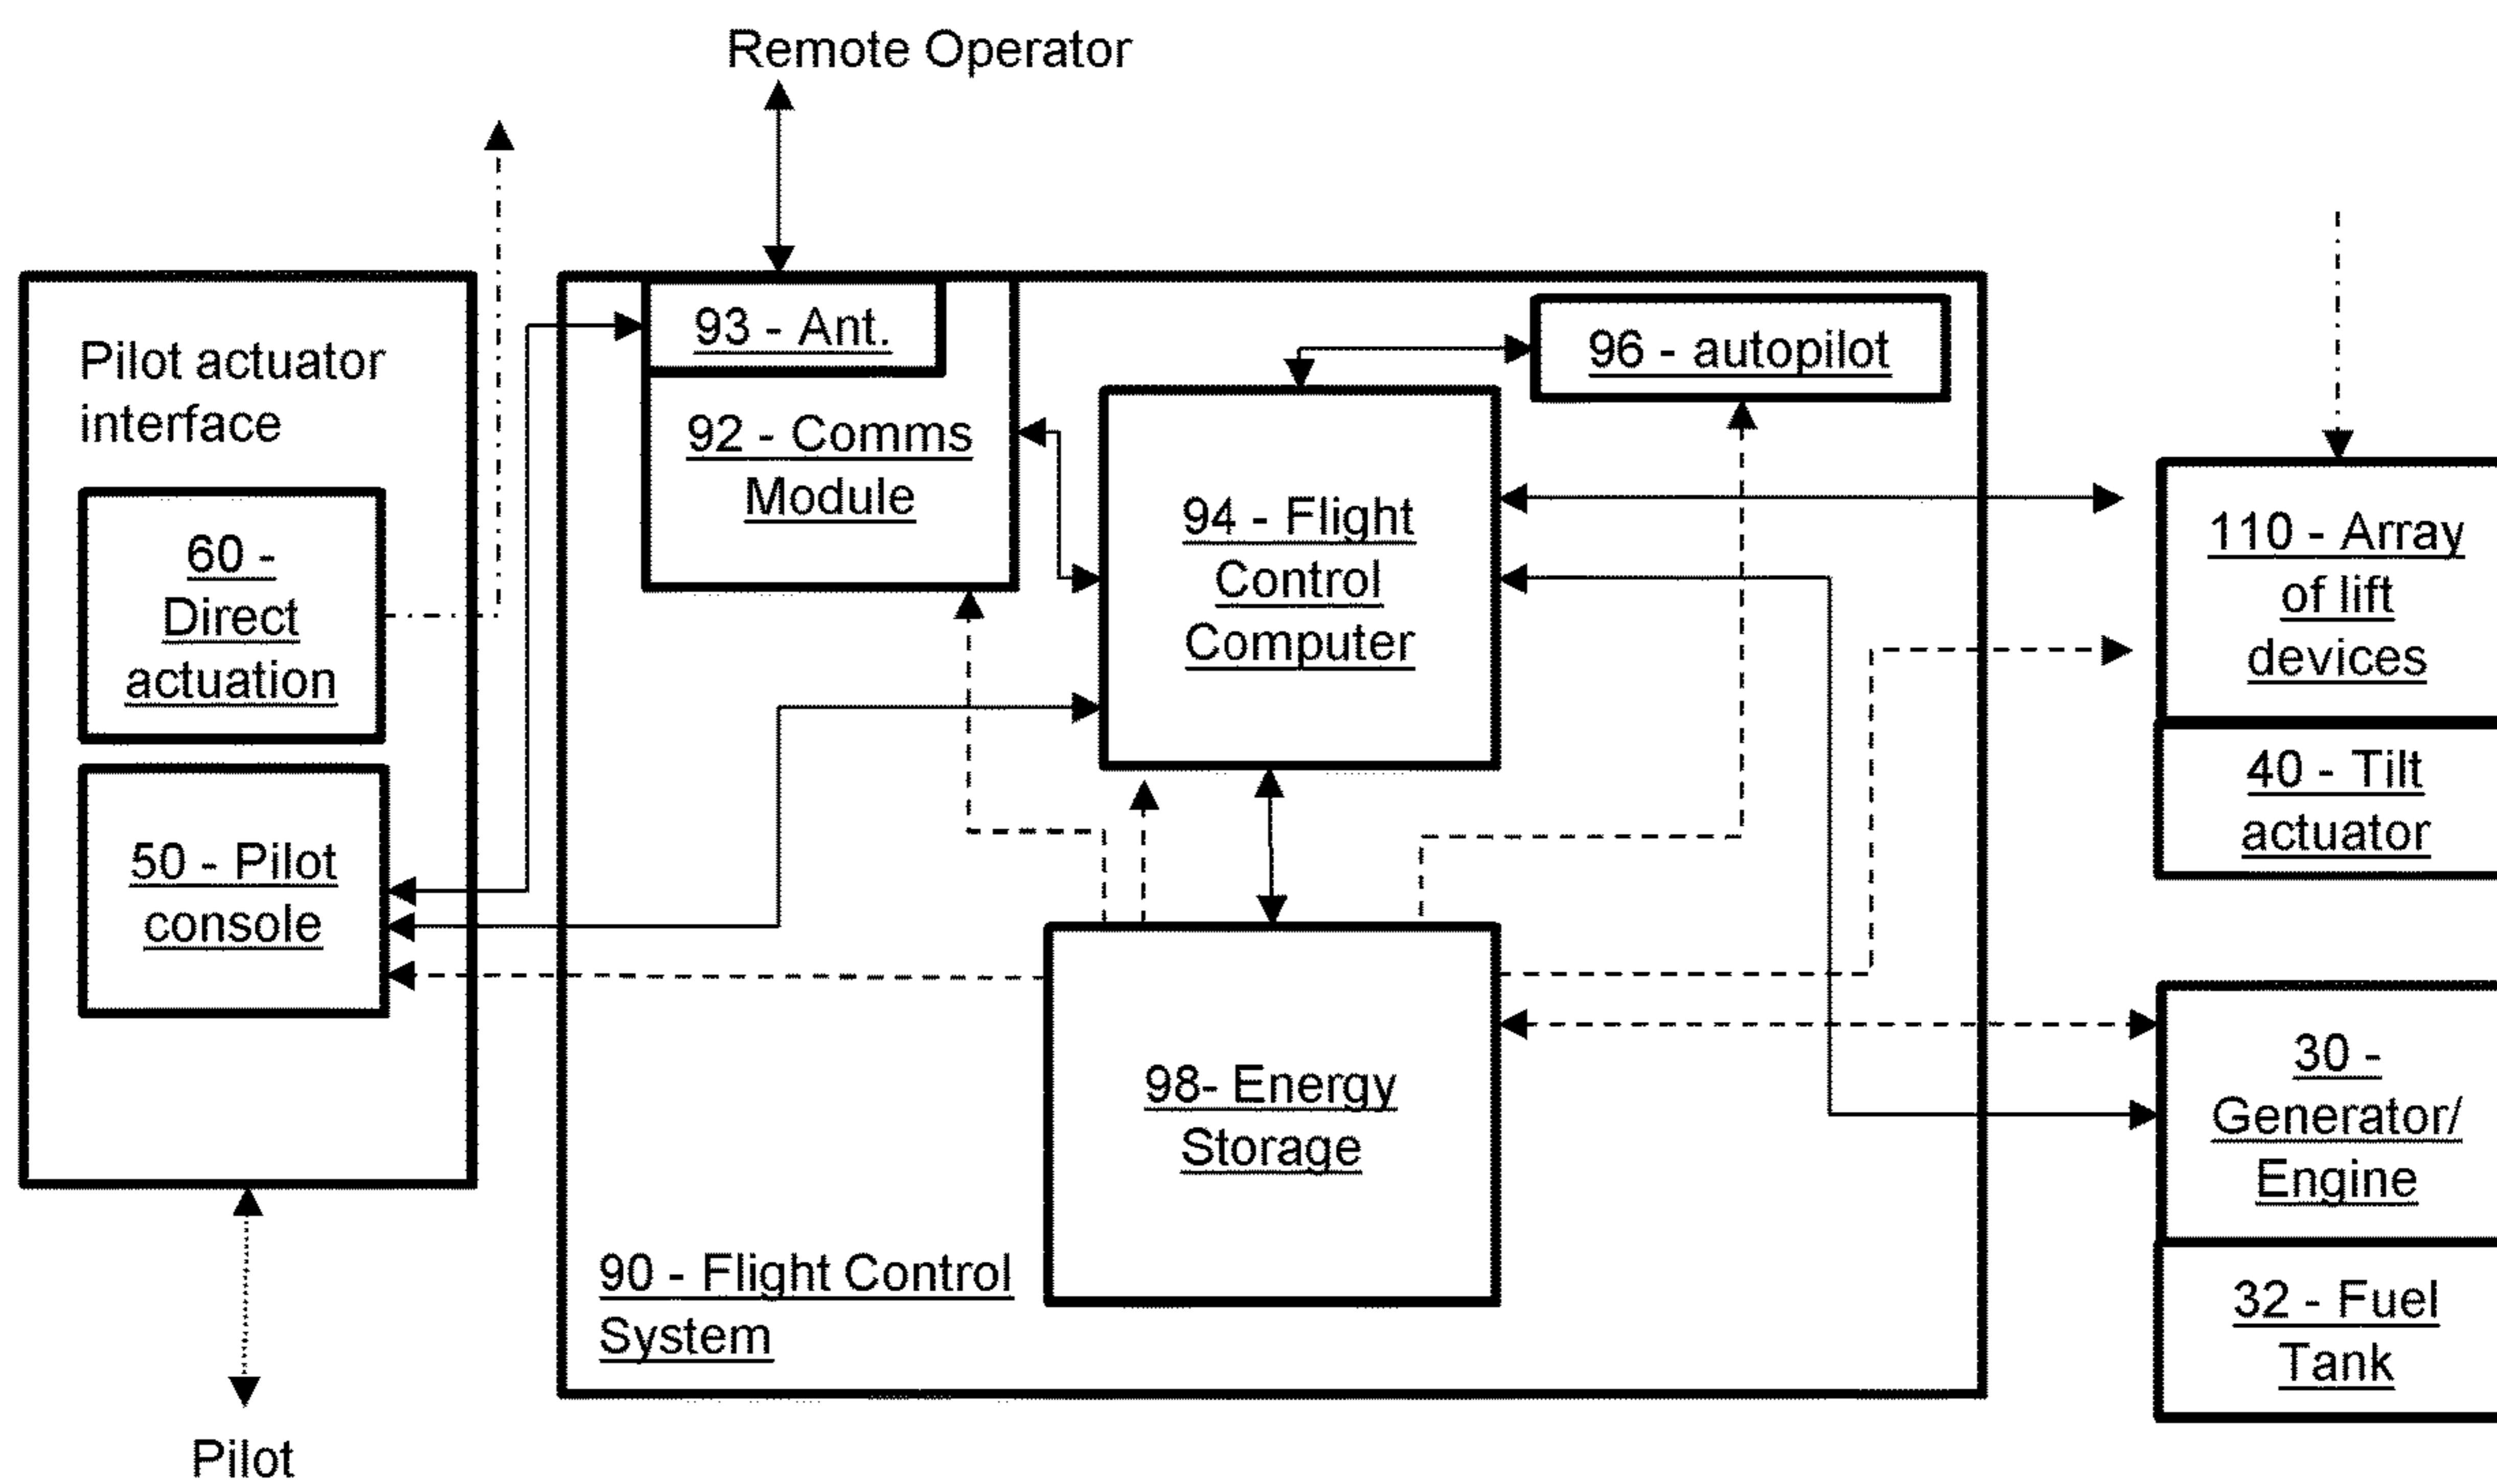 Remote Operator
Pilot actuator
interface
60 -
Direct
actuation
50 - Pilot
console
Pilot
93 - Ant.
92 - Comms
Module
94 - Flight
Control
Computer
96 - autopilot
98- Energy
Storage
90 - Flight Control
System
110 - Array
of lift
devices
40 - Tilt
actuator
30 -
Generator/
Engine
32 - Fuel
Tank